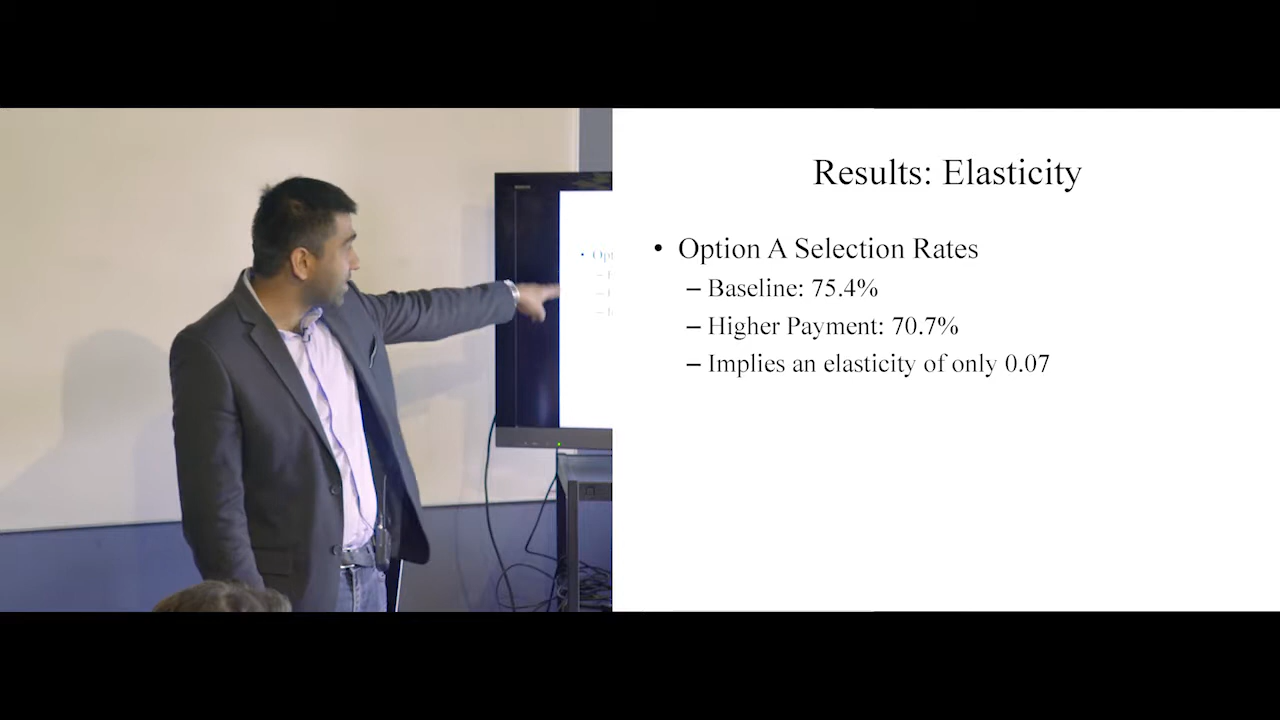 Results: Elasticity
• Option A Selection Rates
– Baseline: 75.4%
– Higher Payment: 70.7%
– Implies an elasticity of only 0.07